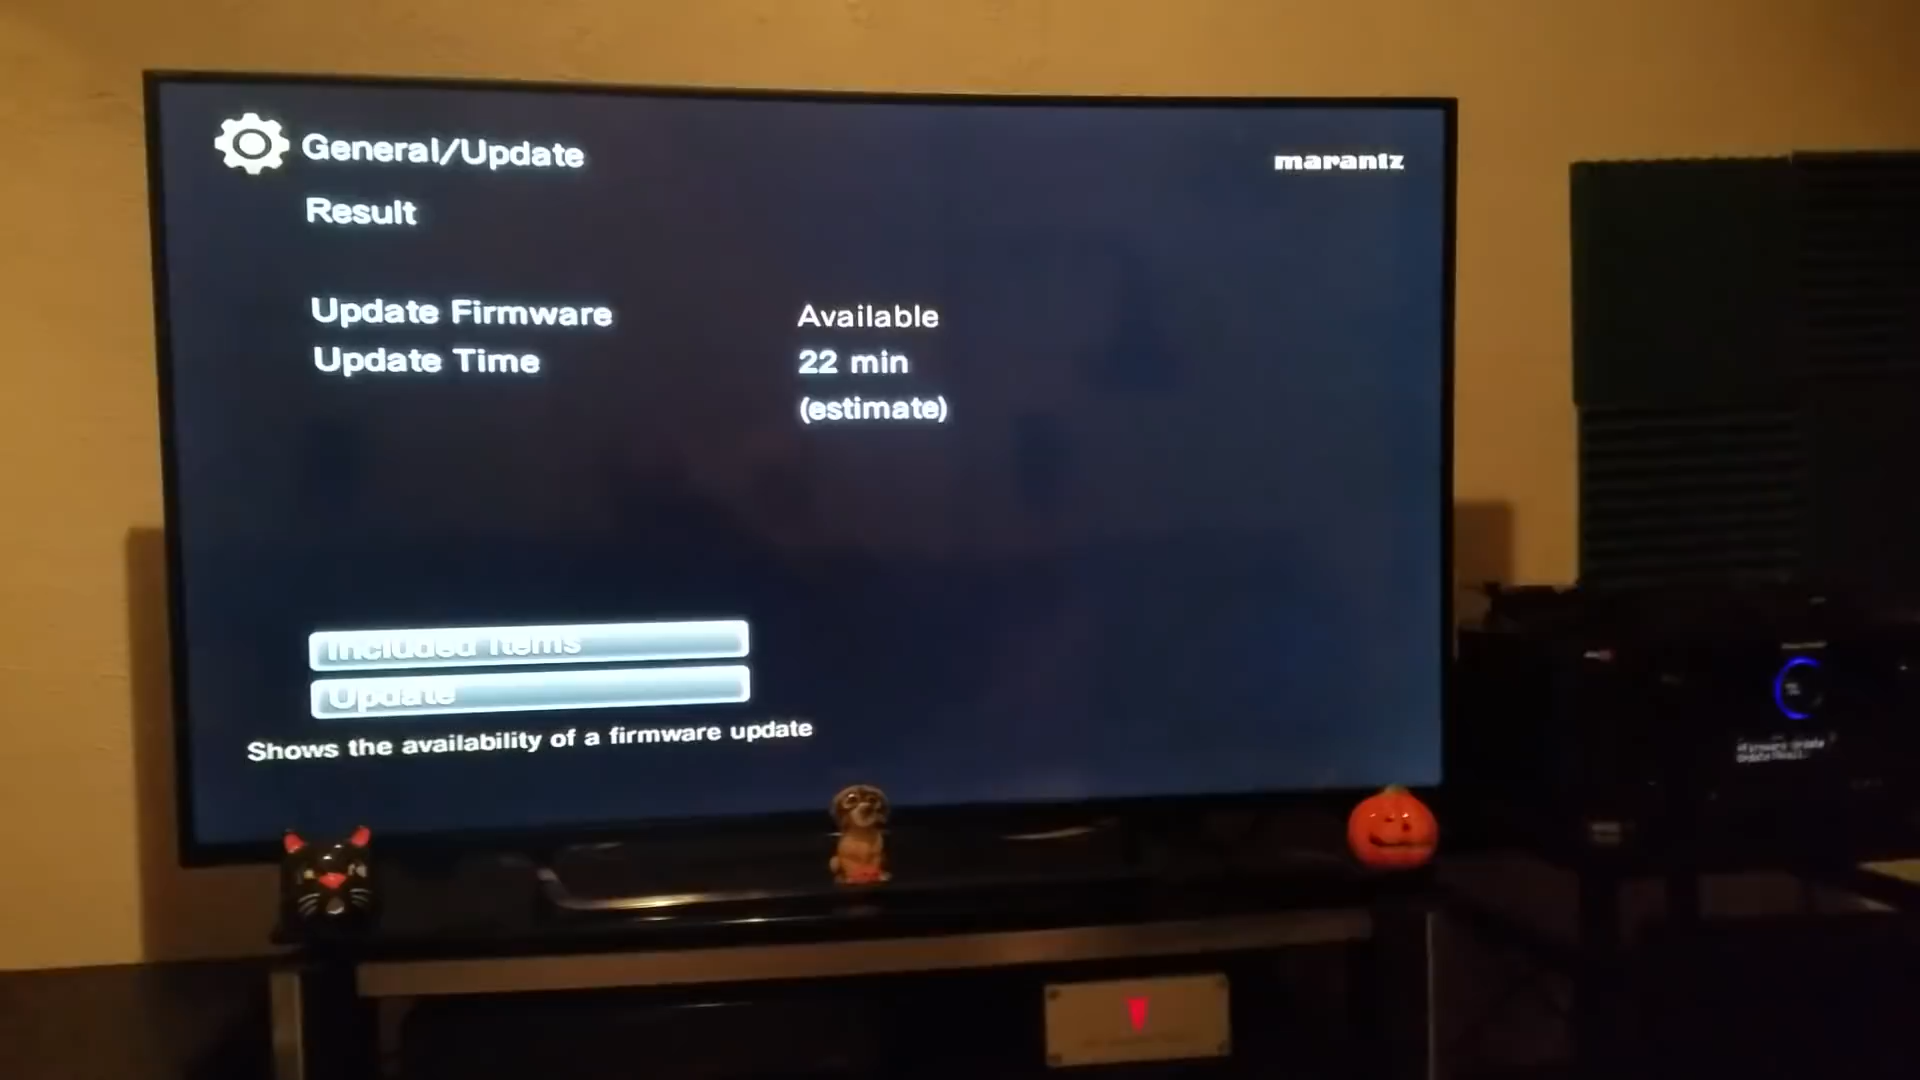 General/Update
marantz
Result
Update Firmware
Available
Update Time
22 min
(estimate)
Included Items
Update
Shows the availability of a firmware update